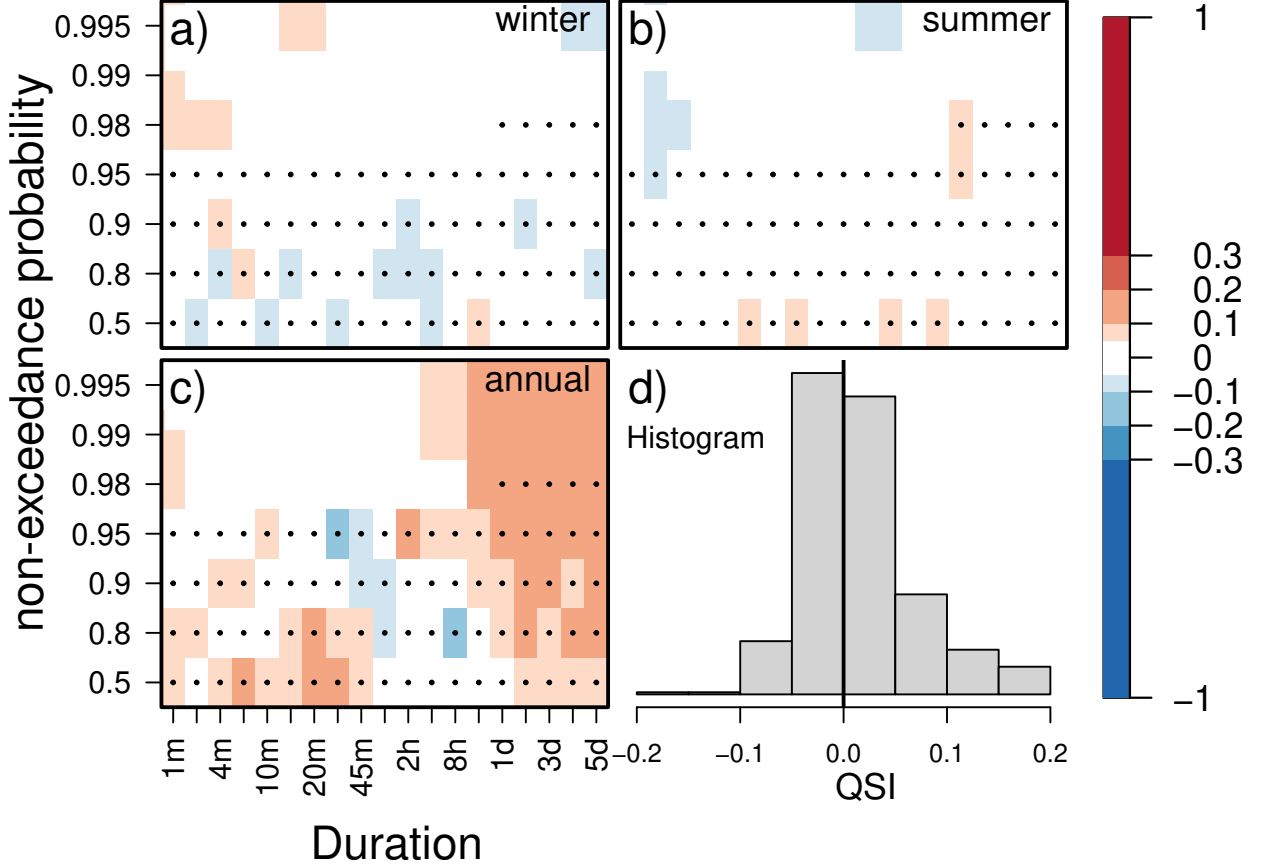 non-exceedance probability
a)
winter
0.995
0.99
0.98
0.95
0.9
0.8
0.5
b)
summer
c)
annual
0.995
0.99
0.98
0.95
0.9
0.8
0.5
1m
4m
10m
20m
45m
2h
8h
1d
3d
5d
Duration
d)
Histogram
−0.2
−0.1
0.0
0.1
0.2
QSI
1
0.3
0.2
0.1
0
−0.1
−0.2
−0.3
−1